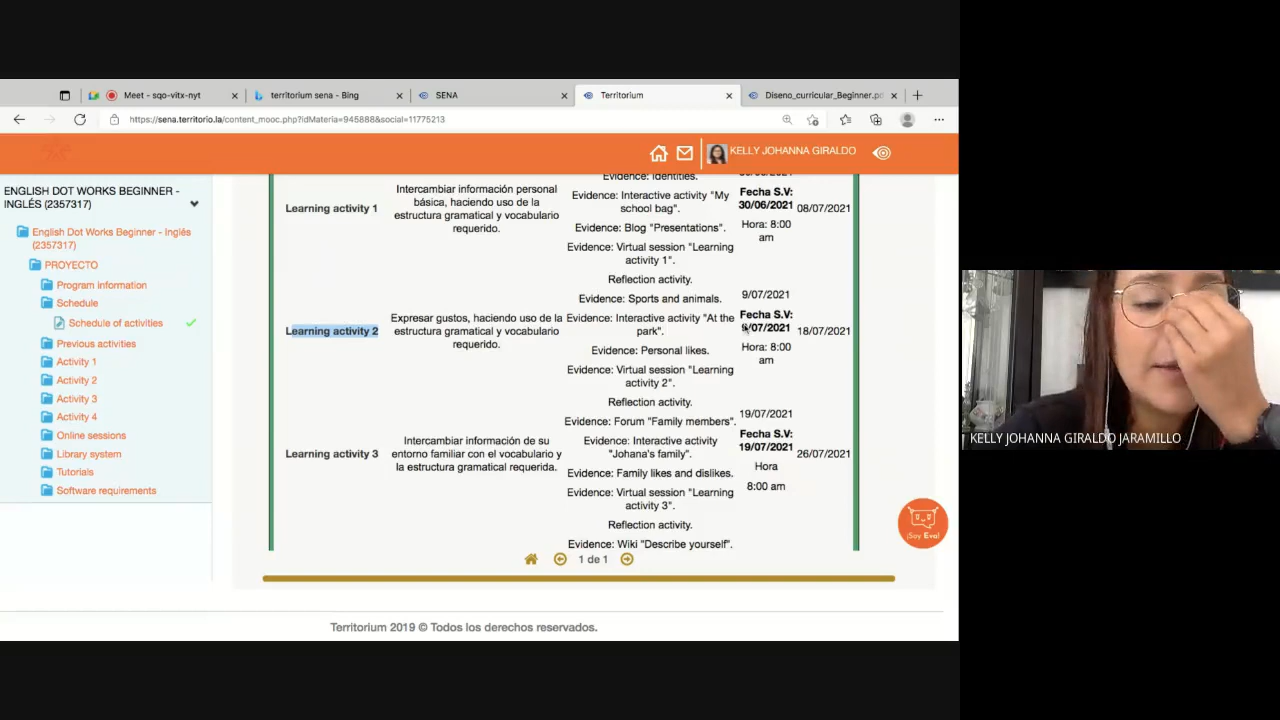 Meet - sqo-vitx-nyt
territorium sena - Bing
SENA
Territorium
Diseno_curricular_Beginner.pd
https://sena.territorio.la/content_mooc.php?idMateria=945888&social=11775213
KELLY JOHANNA GIRALDO
ENGLISH DOT WORKS BEGINNER -
INGLÉS (2357317)
English Dot Works Beginner - Inglés
(2357317)
PROYECTO
Program information
Schedule
Schedule of activities
Previous activities
Activity 1
Activity 2
Activity 3
Activity 4
Online sessions
Library system
Tutorials
Software requirements
Learning activity 1
Intercambiar información personal
básica, haciendo uso de la
estructura gramatical y vocabulario
requerido.
Evidence: Identities.
Evidence: Interactive activity "My
school bag".
Evidence: Blog "Presentations".
Evidence: Virtual session "Learning
activity 1".
Reflection activity.
Fecha S.V:
30/06/2021
Hora: 8:00
am
08/07/2021
Learning activity 2
Expresar gustos, haciendo uso de la
estructura gramatical y vocabulario
requerido.
Evidence: Sports and animals.
Evidence: Interactive activity "At the
park".
Evidence: Personal likes.
Evidence: Virtual session "Learning
activity 2".
Reflection activity.
9/07/2021
Fecha S.V:
9/07/2021
Hora: 8:00
am
18/07/2021
Learning activity 3
Intercambiar información de su
entorno familiar con el vocabulario y
la estructura gramatical requerida.
Evidence: Forum "Family members".
Evidence: Interactive activity
"Johana's family".
Evidence: Family likes and dislikes.
Evidence: Virtual session "Learning
activity 3".
Reflection activity.
19/07/2021
Fecha S.V:
19/07/2021
Hora
8:00 am
26/07/2021
Evidence: Wiki "Describe yourself".
1 de 1
¡Soy Eva!
Territorium 2019 © Todos los derechos reservados.
KELLY JOHANNA GIRALDO JARAMILLO